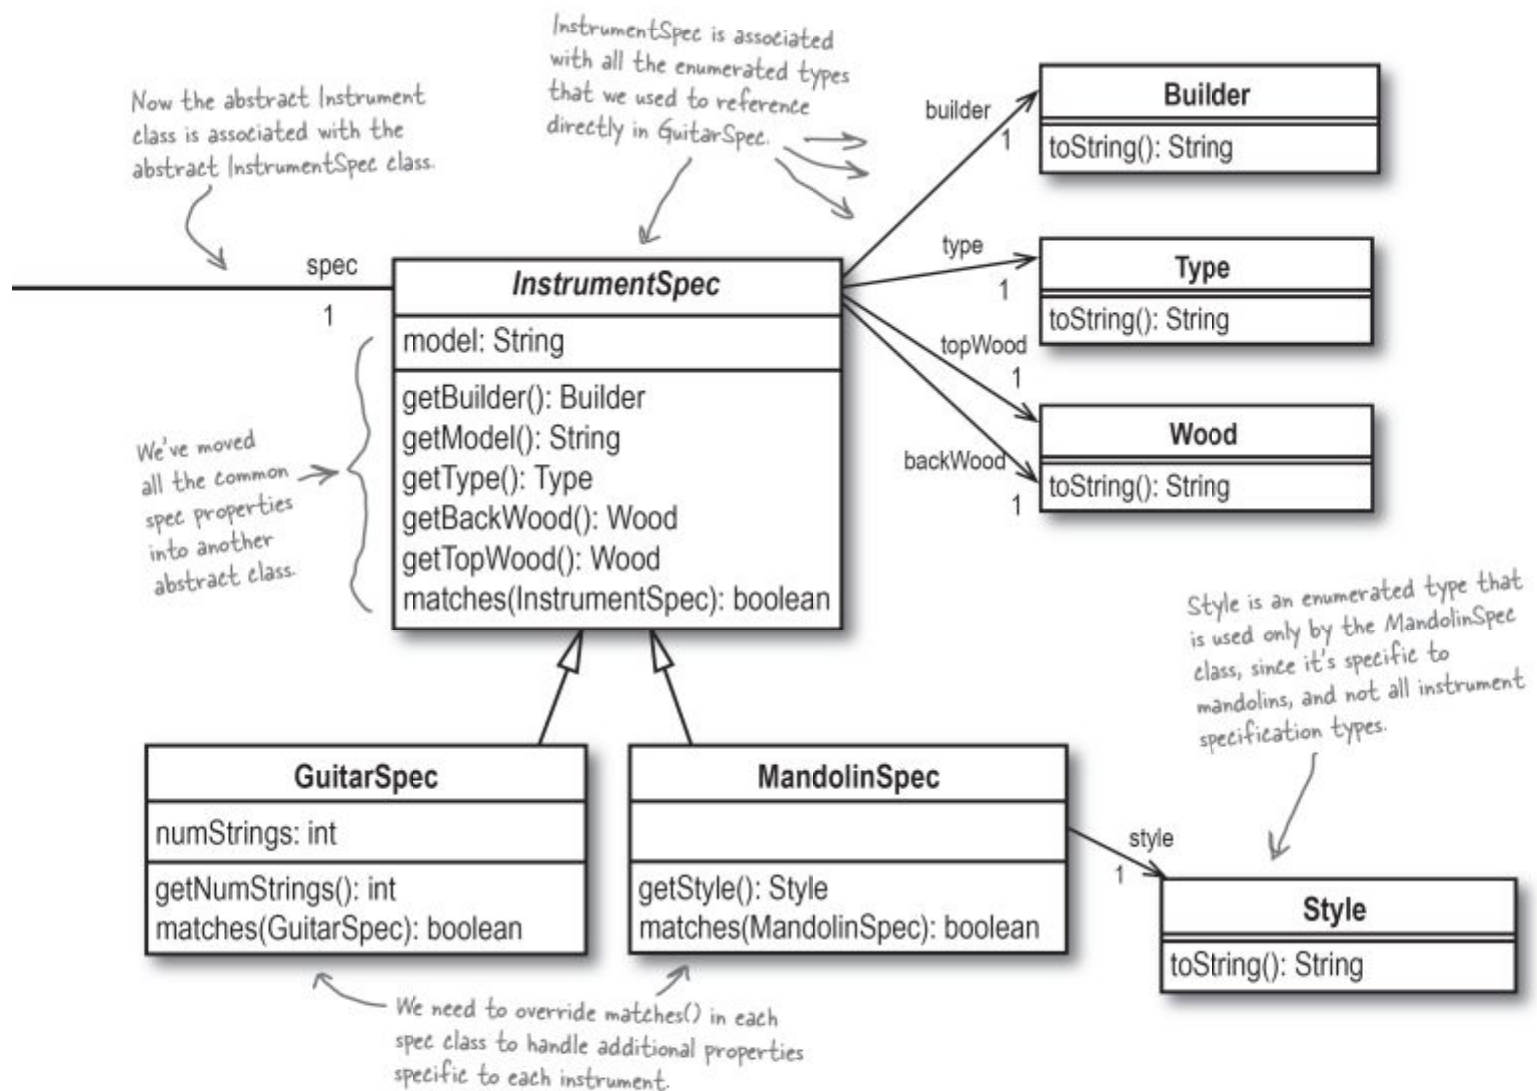 InstrumentSpec is associated
with all the enumerated types
that we used to reference
directly in GuitarSpec.
Now the abstract Instrument
class is associated with the
abstract InstrumentSpec class.
spec
1
InstrumentSpec
model: String
getBuilder(): Builder
getModel(): String
getType(): Type
getBackWood(): Wood
getTopWood(): Wood
matches(InstrumentSpec): boolean
We've moved
all the common
spec properties
into another
abstract class.
builder
1
Builder
toString(): String
type
1
Type
toString(): String
topWood
1
backWood
1
Wood
toString(): String
Style is an enumerated type that
is used only by the MandolinSpec
class, since it's specific to
mandolins, and not all instrument
specification types.
GuitarSpec
numStrings: int
getNumStrings(): int
matches(GuitarSpec): boolean
MandolinSpec
getStyle(): Style
matches(MandolinSpec): boolean
style
1
Style
toString(): String
We need to override matches() in each
spec class to handle additional properties
specific to each instrument.